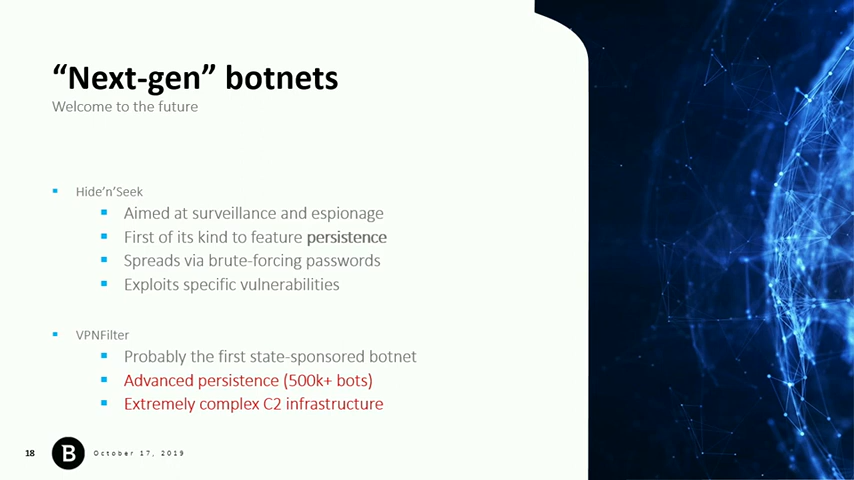 “Next-gen” botnets
Welcome to the future
Hide’n’Seek
Aimed at surveillance and espionage
First of its kind to feature persistence
Spreads via brute-forcing passwords
Exploits specific vulnerabilities
VPNFilter
Probably the first state-sponsored botnet
Advanced persistence (500k+ bots)
Extremely complex C2 infrastructure
18 B October 17, 2019